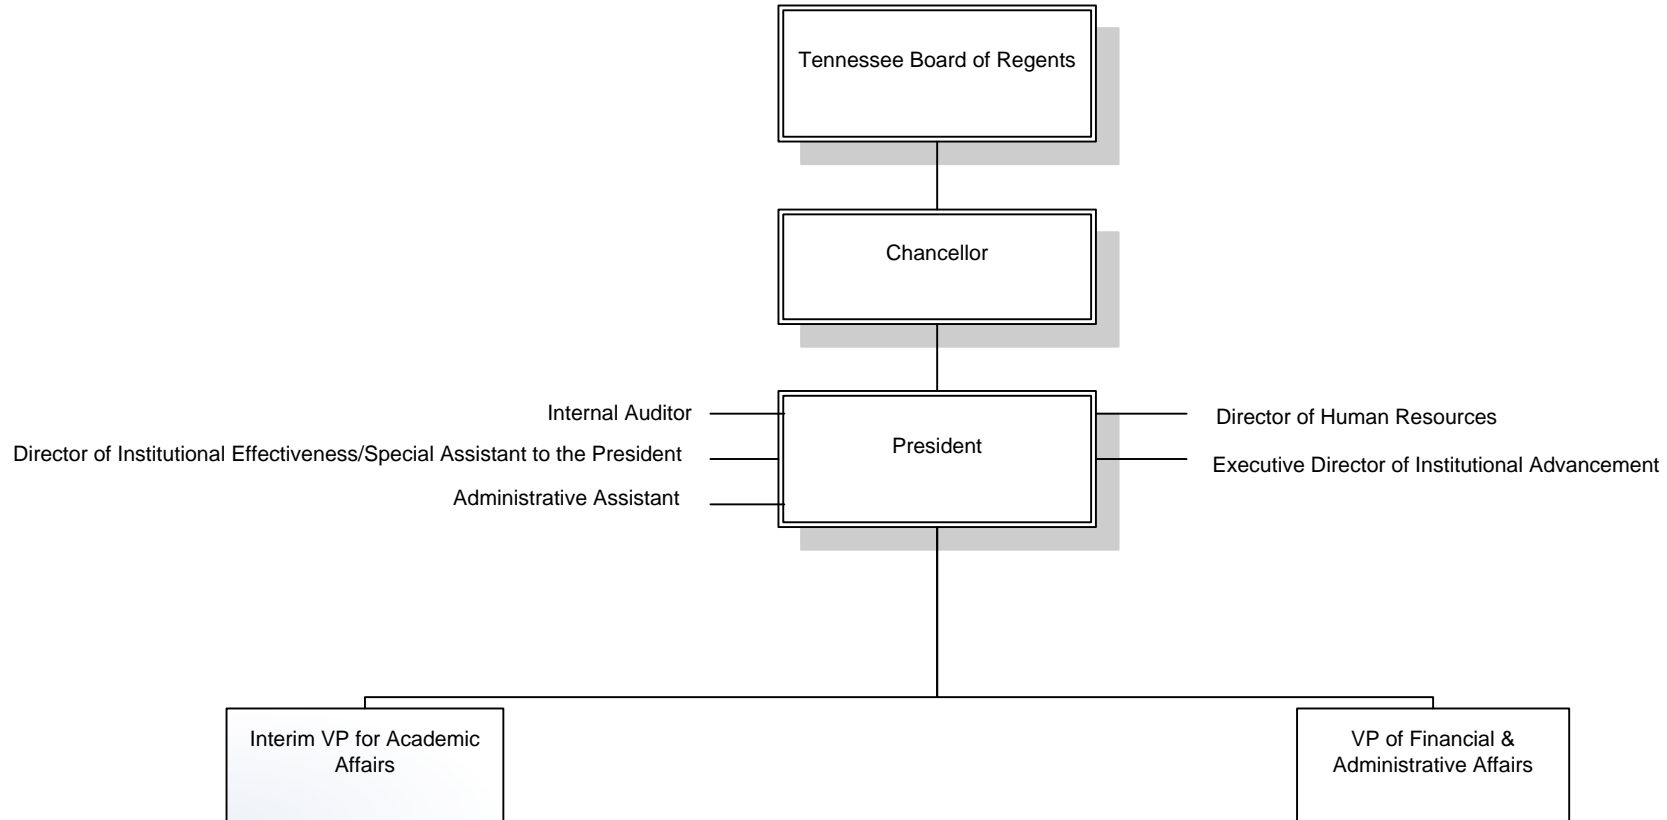 Tennessee Board of Regents
Chancellor
Internal Auditor
Director of Human Resources
President
Director of Institutional Effectiveness/Special Assistant to the President
Executive Director of Institutional Advancement
Administrative Assistant
Interim VP for Academic
Affairs
VP of Financial &
Administrative Affairs